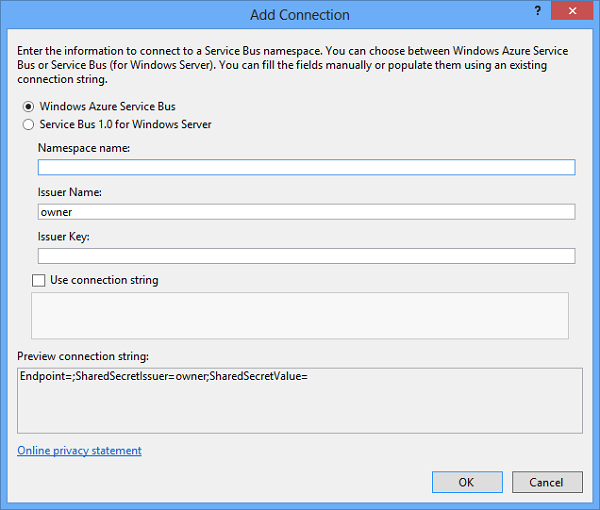 Add Connection
?
Enter the information to connect to a Service Bus namespace. You can choose between Windows Azure Service
Bus or Service Bus (for Windows Server). You can fill the fields manually or populate them using an existing
connection string.
Windows Azure Service Bus
Service Bus 1.0 for Windows Server
Namespace name:
Issuer Name:
owner
Issuer Key:
Use connection string
Preview connection string:
Endpoint=;SharedSecretIssuer=owner;SharedSecretValue=
Online privacy statement
OK
Cancel